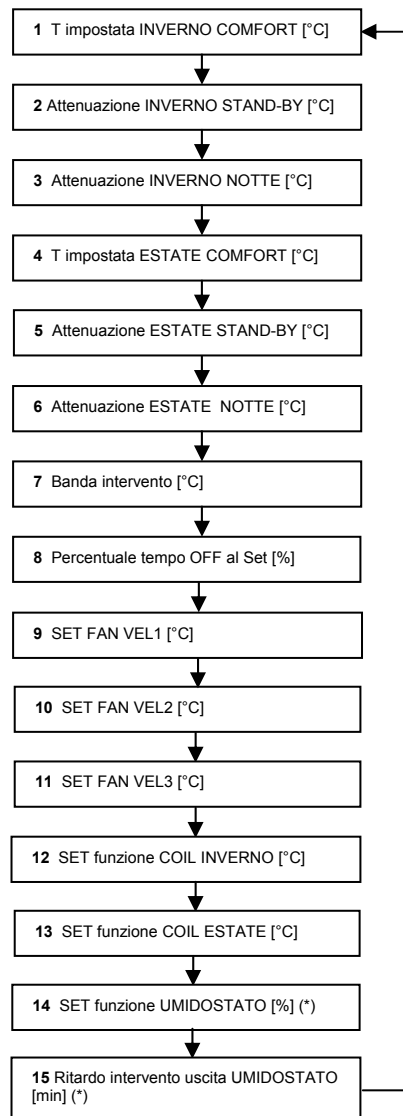 1 T impostata INVERNO COMFORT [°C]
2 Attenuazione INVERNO STAND-BY [°C]
3 Attenuazione INVERNO NOTTE [°C]
4 T impostata ESTATE COMFORT [°C]
5 Attenuazione ESTATE STAND-BY [°C]
6 Attenuazione ESTATE NOTTE [°C]
7 Banda intervento [°C]
8 Percentuale tempo OFF al Set [%]
9 SET FAN VEL1 [°C]
10 SET FAN VEL2 [°C]
11 SET FAN VEL3 [°C]
12 SET funzione COIL INVERNO [°C]
13 SET funzione COIL ESTATE [°C]
14 SET funzione UMIDOSTATO [%] (*)
15 Ritardo intervento uscita UMIDOSTATO
[min] (*)